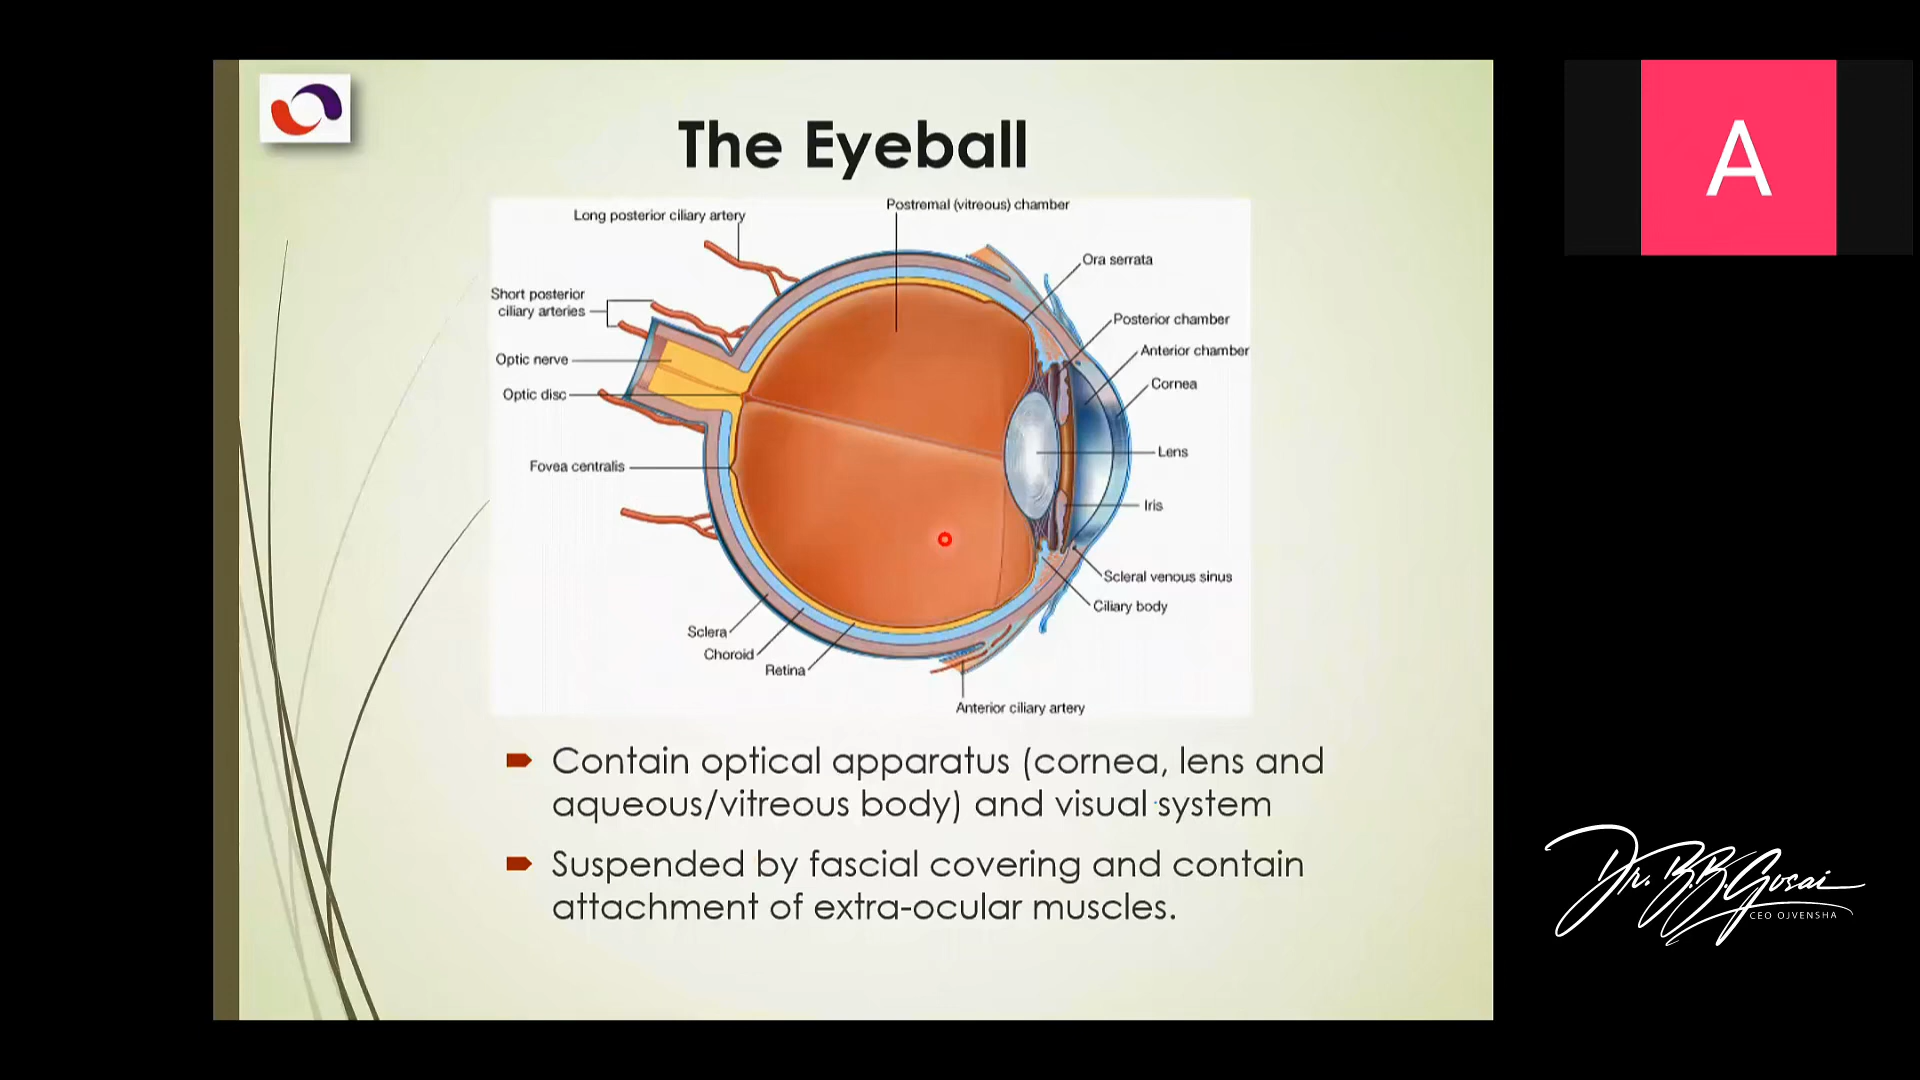 The Eyeball
Long posterior ciliary artery
Postremal (vitreous) chamber
Ora serrata
Short posterior
ciliary arteries
Posterior chamber
Anterior chamber
Optic nerve
Cornea
Optic disc
Lens
Fovea centralis
Iris
Scleral venous sinus
Ciliary body
Sclera
Choroid
Retina
Anterior ciliary artery
Contain optical apparatus (cornea, lens and
aqueous/vitreous body) and visual system
Suspended by fascial covering and contain
attachment of extra-ocular muscles.
A
Dr. B.B.Gosai
CEO OJVENSHA